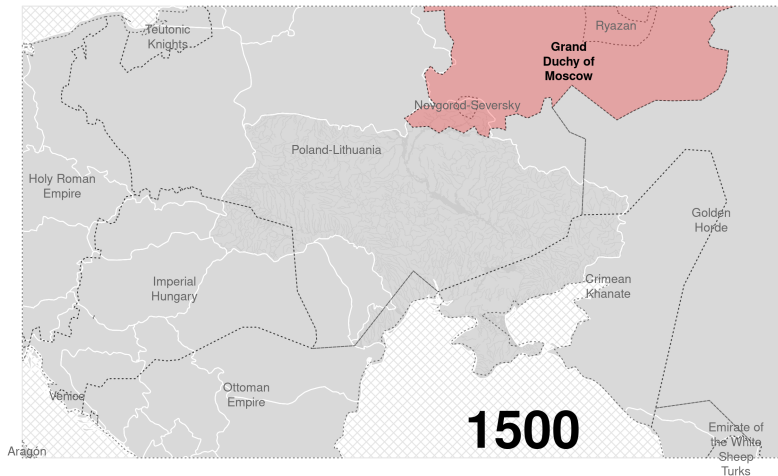 Teutonic
Knights
Ryazan
Grand
Duchy of
Moscow
Novgorod-Seversky
Poland-Lithuania
Holy Roman
Empire
Golden
Horde
Imperial
Hungary
Crimean
Khanate
Ottoman
Empire
Venice
1500
Aragón
Emirate of
the White
Sheep
Turks